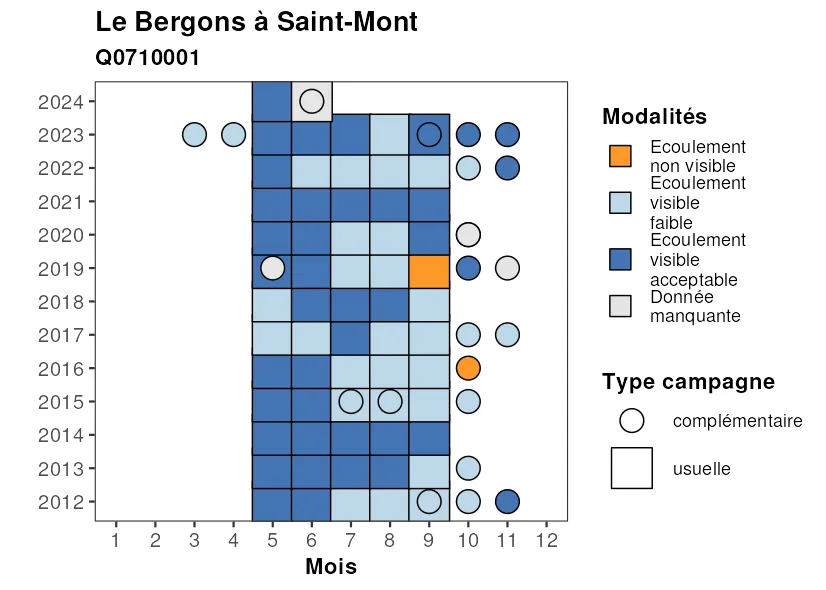 Le Bergons à Saint-Mont
Q0710001
2024
2023
2022
2021
2020
2019
2018
2017
2016
2015
2014
2013
2012
1 2 3 4 5 6 7 8 9 10 11 12
Mois
Modalités
Ecoulement
non visible
Ecoulement
visible
faible
Ecoulement
visible
acceptable
Donnée
manquante
Type campagne
complémentaire
usuelle